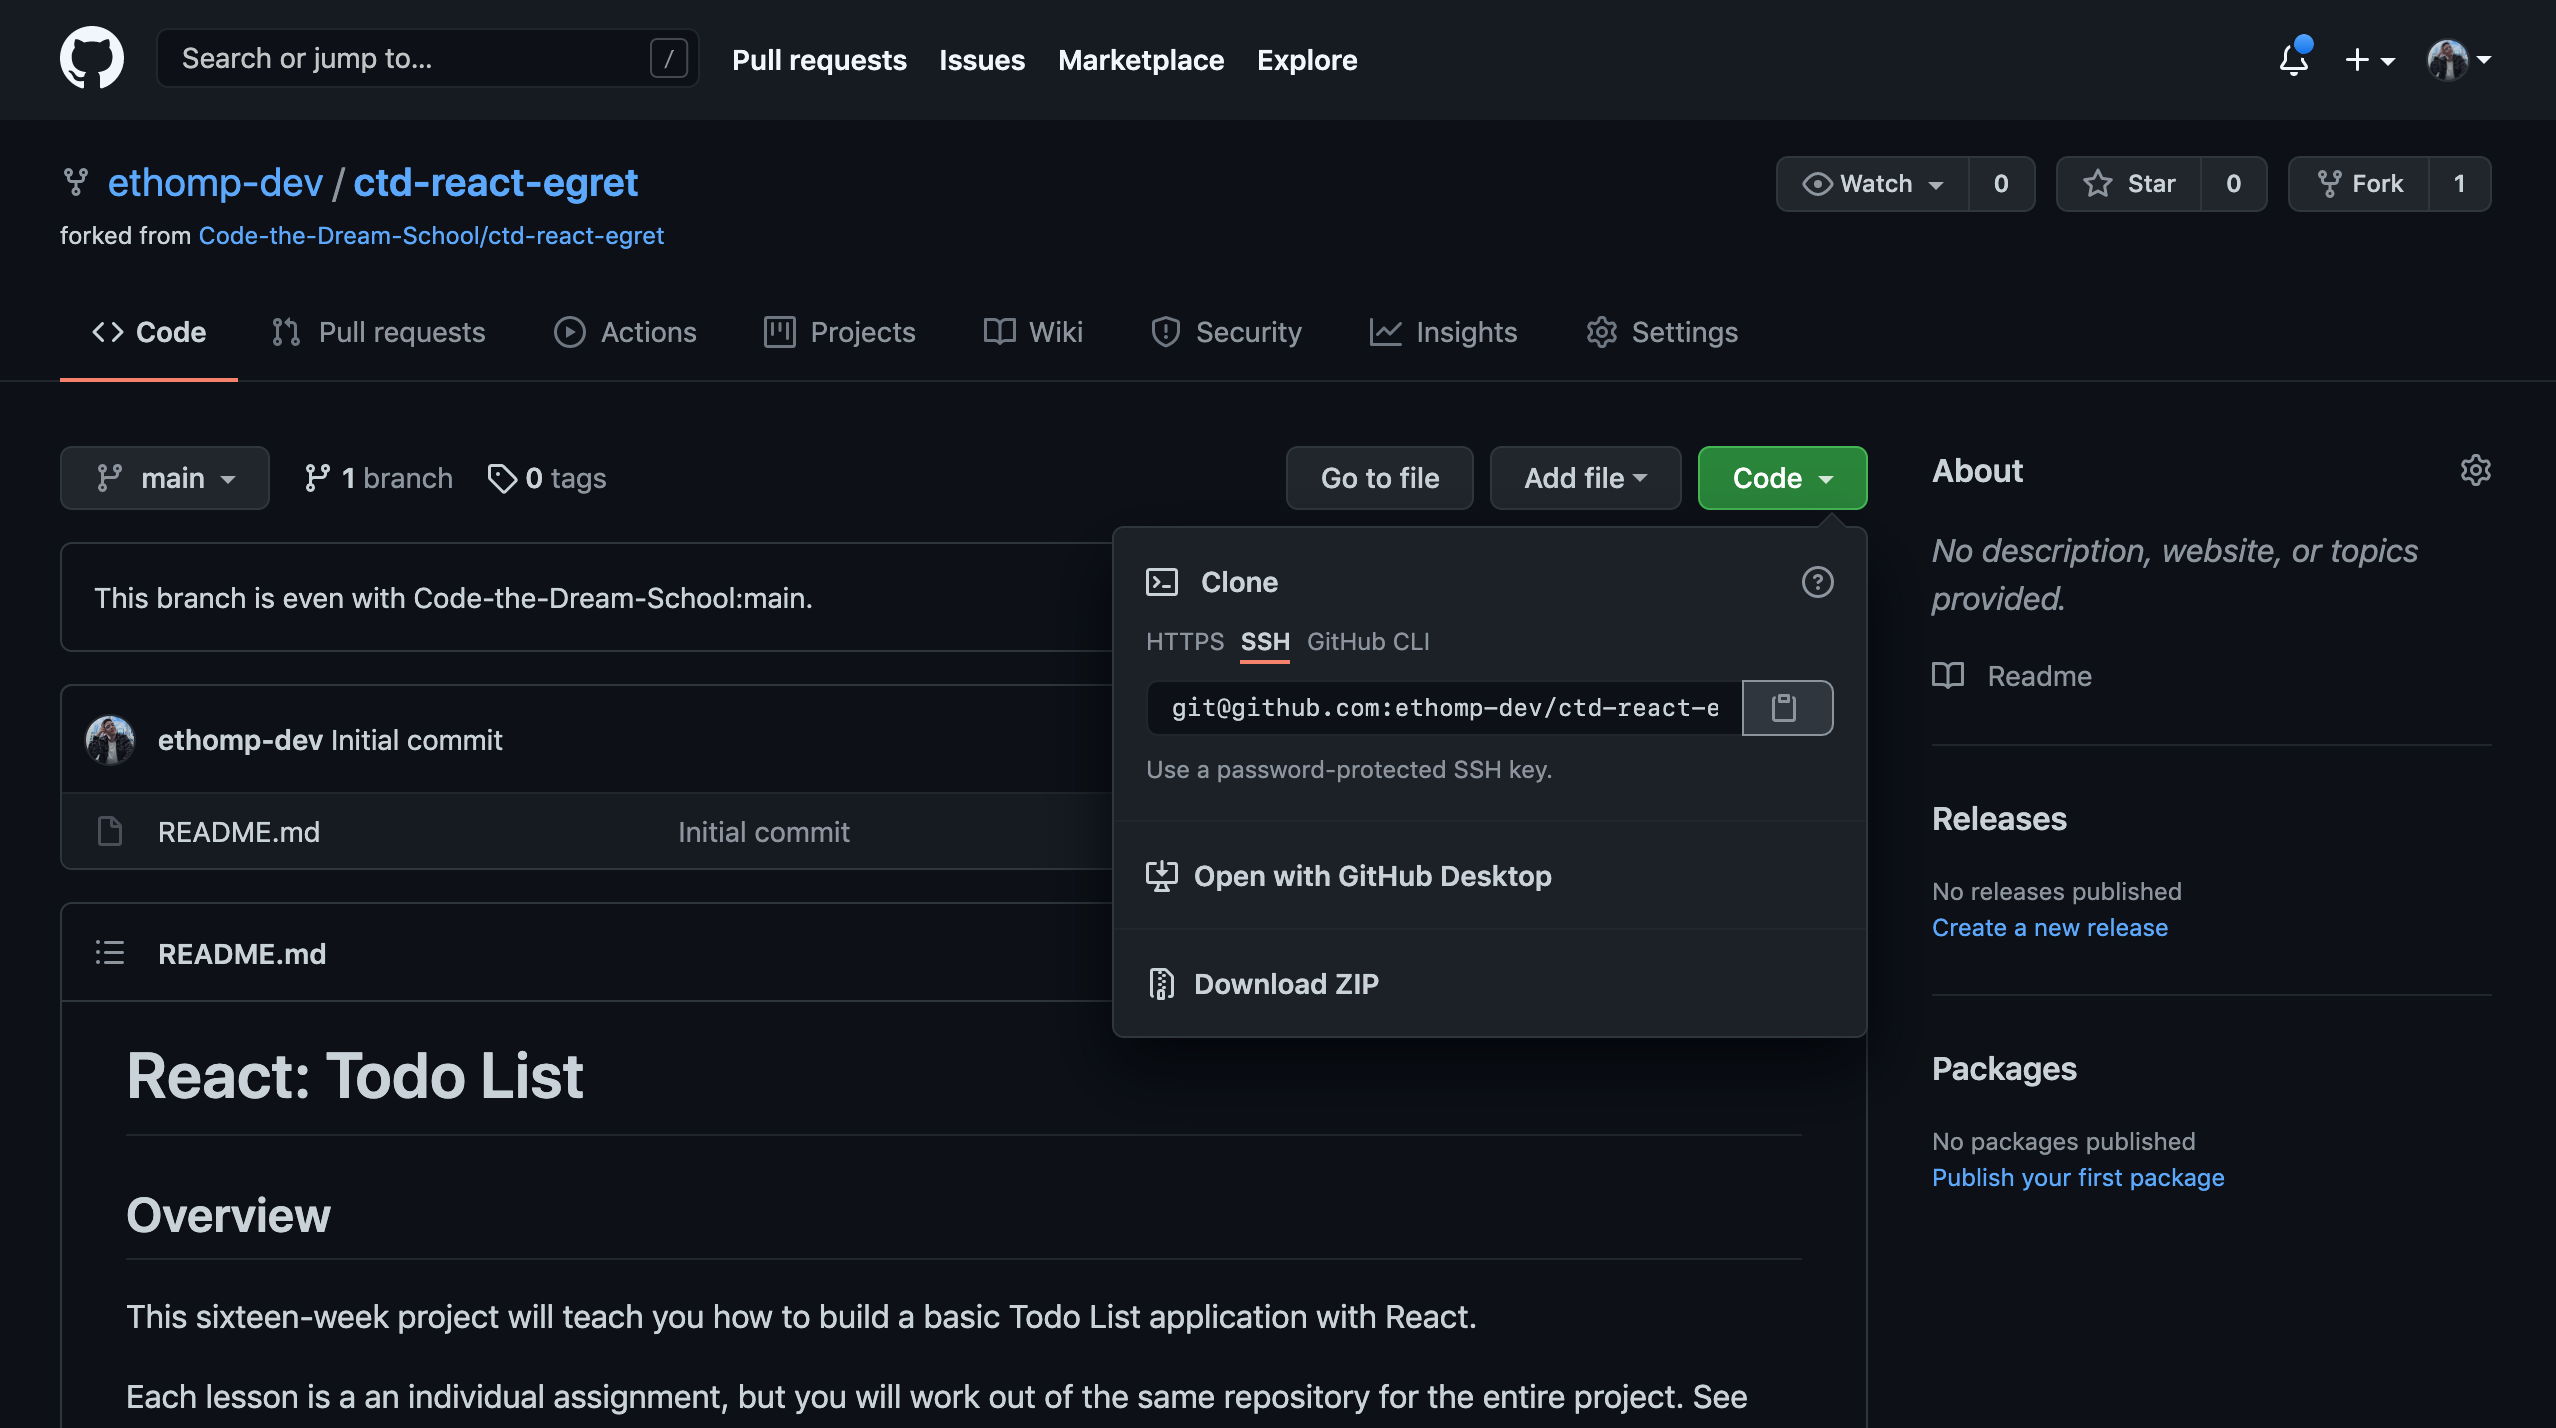 Search or jump to... /
Pull requests Issues Marketplace Explore
ethomp-dev / ctd-react-egret
forked from Code-the-Dream-School/ctd-react-egret
Watch 0 Star 0 Fork 1
Code Pull requests Actions Projects Wiki Security Insights Settings
main 1 branch 0 tags
Go to file Add file Code
This branch is even with Code-the-Dream-School:main.
ethomp-dev Initial commit
README.md Initial commit
README.md
React: Todo List
Overview
This sixteen-week project will teach you how to build a basic Todo List application with React.
Each lesson is a an individual assignment, but you will work out of the same repository for the entire project. See
Clone
HTTPS SSH GitHub CLI
git@github.com:ethomp-dev/ctd-react-e
Use a password-protected SSH key.
Open with GitHub Desktop
Download ZIP
About
No description, website, or topics
provided.
Readme
Releases
No releases published
Create a new release
Packages
No packages published
Publish your first package